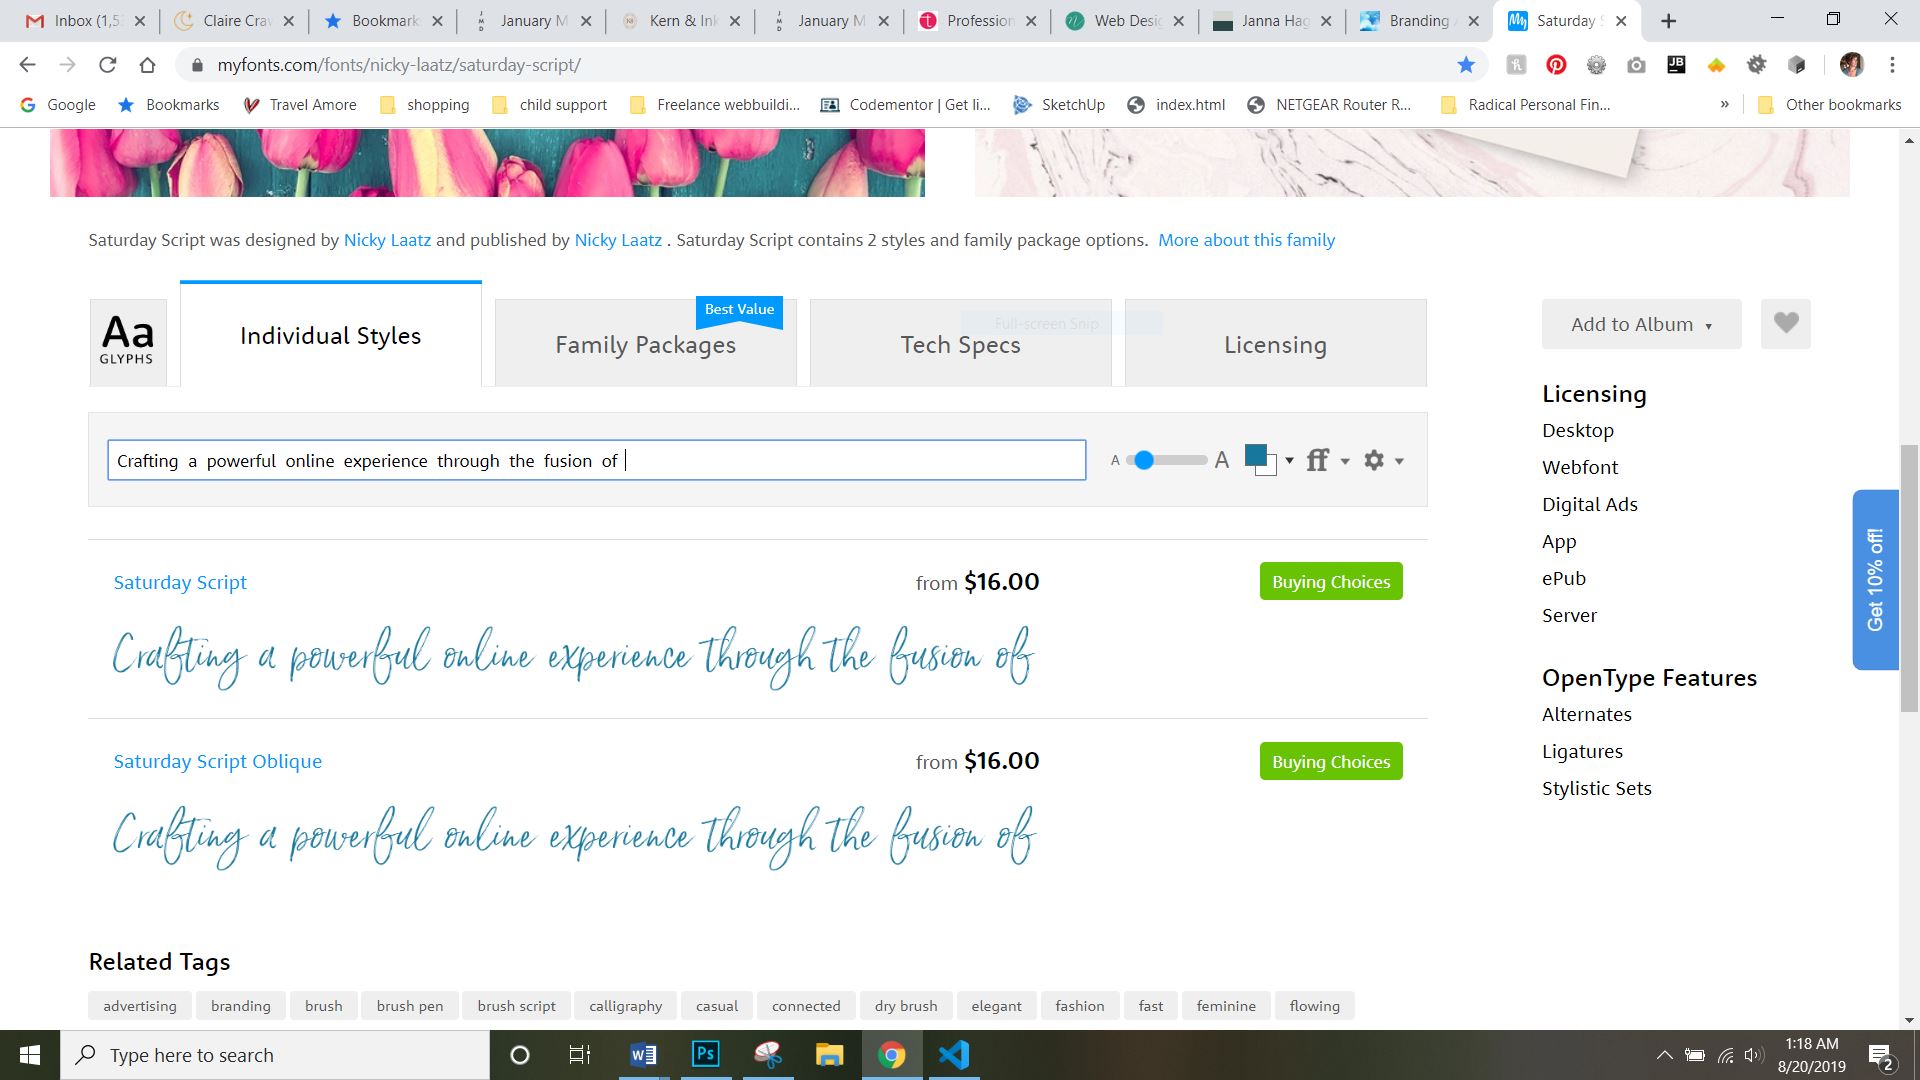 Inbox (1,5
Claire Craw
Bookmark
January M
Kern & Ink
January M
Profession
Web Desig
Janna Hag
Branding
Saturday S
myfonts.com/fonts/nicky-laatz/saturday-script/
Google
Bookmarks
Travel Amore
shopping
child support
Freelance webbuildi...
Codementor | Get li...
SketchUp
index.html
NETGEAR Router R...
Radical Personal Fin...
»
Other bookmarks
Saturday Script was designed by Nicky Laatz and published by Nicky Laatz . Saturday Script contains 2 styles and family package options. More about this family
Aa
GLYPHS
Individual Styles
Best Value
Family Packages
Full-screen Snip
Tech Specs
Licensing
Add to Album
Crafting a powerful online experience through the fusion of
A
A
ff
Saturday Script
from $16.00
Buying Choices
Crafting a powerful online experience through the fusion of
Saturday Script Oblique
from $16.00
Buying Choices
Crafting a powerful online experience through the fusion of
Licensing
Desktop
Webfont
Digital Ads
App
ePub
Server
OpenType Features
Alternates
Ligatures
Stylistic Sets
Get 10% off!
Related Tags
advertising
branding
brush
brush pen
brush script
calligraphy
casual
connected
dry brush
elegant
fashion
fast
feminine
flowing
Type here to search
Ps
1:18 AM
8/20/2019
2